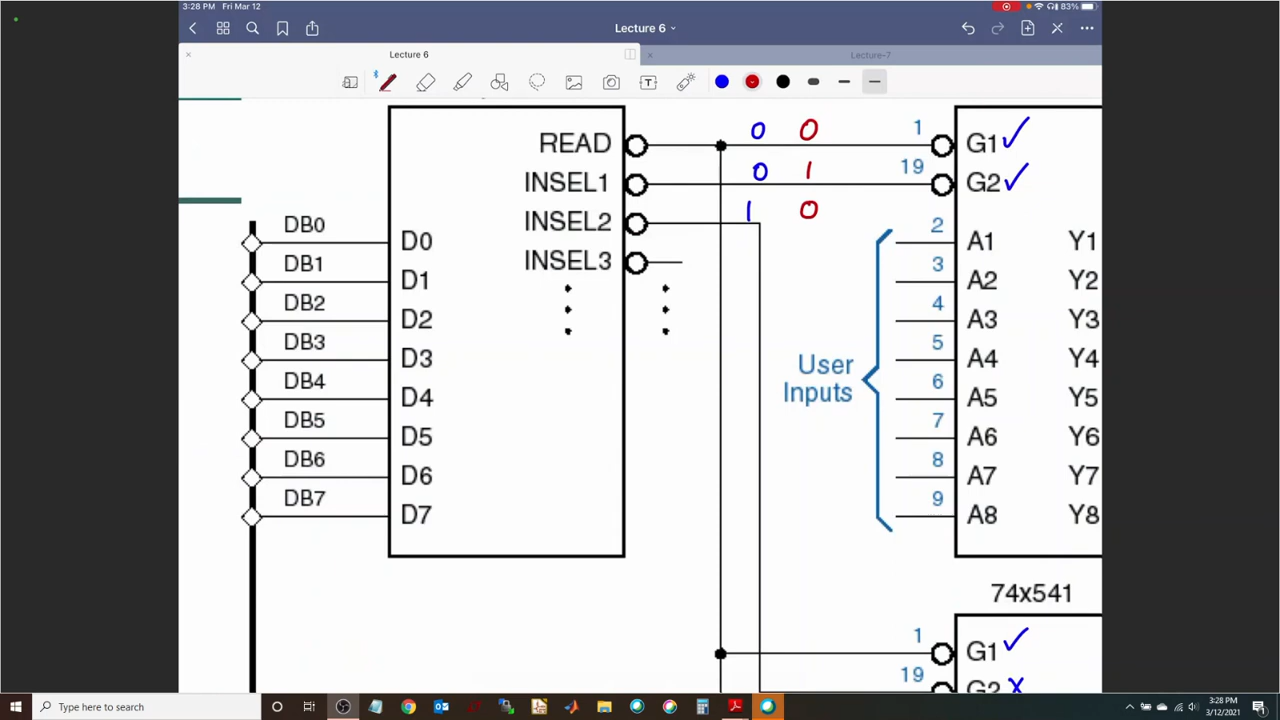 3:28 PM Fri Mar 12
83%
Lecture 6
Lecture 6
Lecture-7
READ
0 0
1
G1 ✓
INSEL1
0 1
19
G2 ✓
INSEL2
1 0
INSEL3
DB0
D0
DB1
D1
DB2
D2
DB3
D3
DB4
D4
DB5
D5
DB6
D6
DB7
D7
User
Inputs
2
A1
Y1
3
A2
Y2
4
A3
Y3
5
A4
Y4
6
A5
Y5
7
A6
Y6
8
A7
Y7
9
A8
Y8
74x541
1
G1 ✓
19
G2 x
Type here to search
3:28 PM
3/12/2021